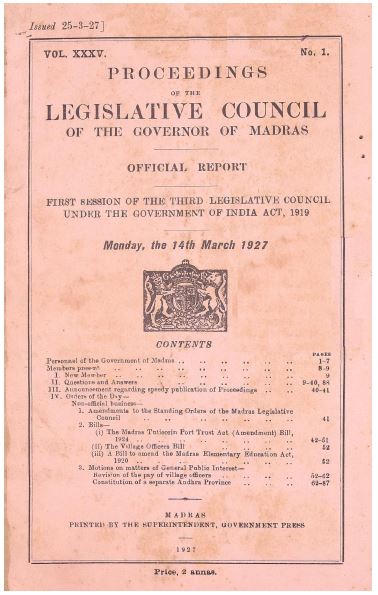 Issued 25-3-27]
VOL. XXXV. No. 1.
PROCEEDINGS
OF THE
LEGISLATIVE COUNCIL
OF THE GOVERNOR OF MADRAS
OFFICIAL REPORT
FIRST SESSION OF THE THIRD LEGISLATIVE COUNCIL
UNDER THE GOVERNMENT OF INDIA ACT, 1919
Monday, the 14th March 1927
CONTENTS
PAGES
Personnel of the Government of Madras .. .. .. .. .. 1-7
Members present .. .. .. .. .. .. .. 8-9
I. New Member .. .. .. .. .. .. .. 9
II. Questions and Answers .. .. .. .. .. .. 9-40, 88
III. Announcement regarding speedy publication of Proceedings .. .. 40-41
IV. Orders of the Day—
Non-official business—
1. Amendments to the Standing Orders of the Madras Legislative
Council .. .. .. .. .. .. .. 41
2. Bills—
(i) The Madras Tuticorin Port Trust Act (Amendment) Bill,
1924 .. .. .. .. .. .. .. 42-51
(ii) The Village Officers Bill .. .. .. .. .. 52
(iii) A Bill to amend the Madras Elementary Education Act,
1920 .. .. .. .. .. .. .. 52
3. Motions on matters of General Public Interest—
Revision of the pay of village officers .. .. .. .. 52-62
Constitution of a separate Andhra Province .. .. .. 62-87
MADRAS
PRINTED BY THE SUPERINTENDENT, GOVERNMENT PRESS
1927
Price, 2 annas.